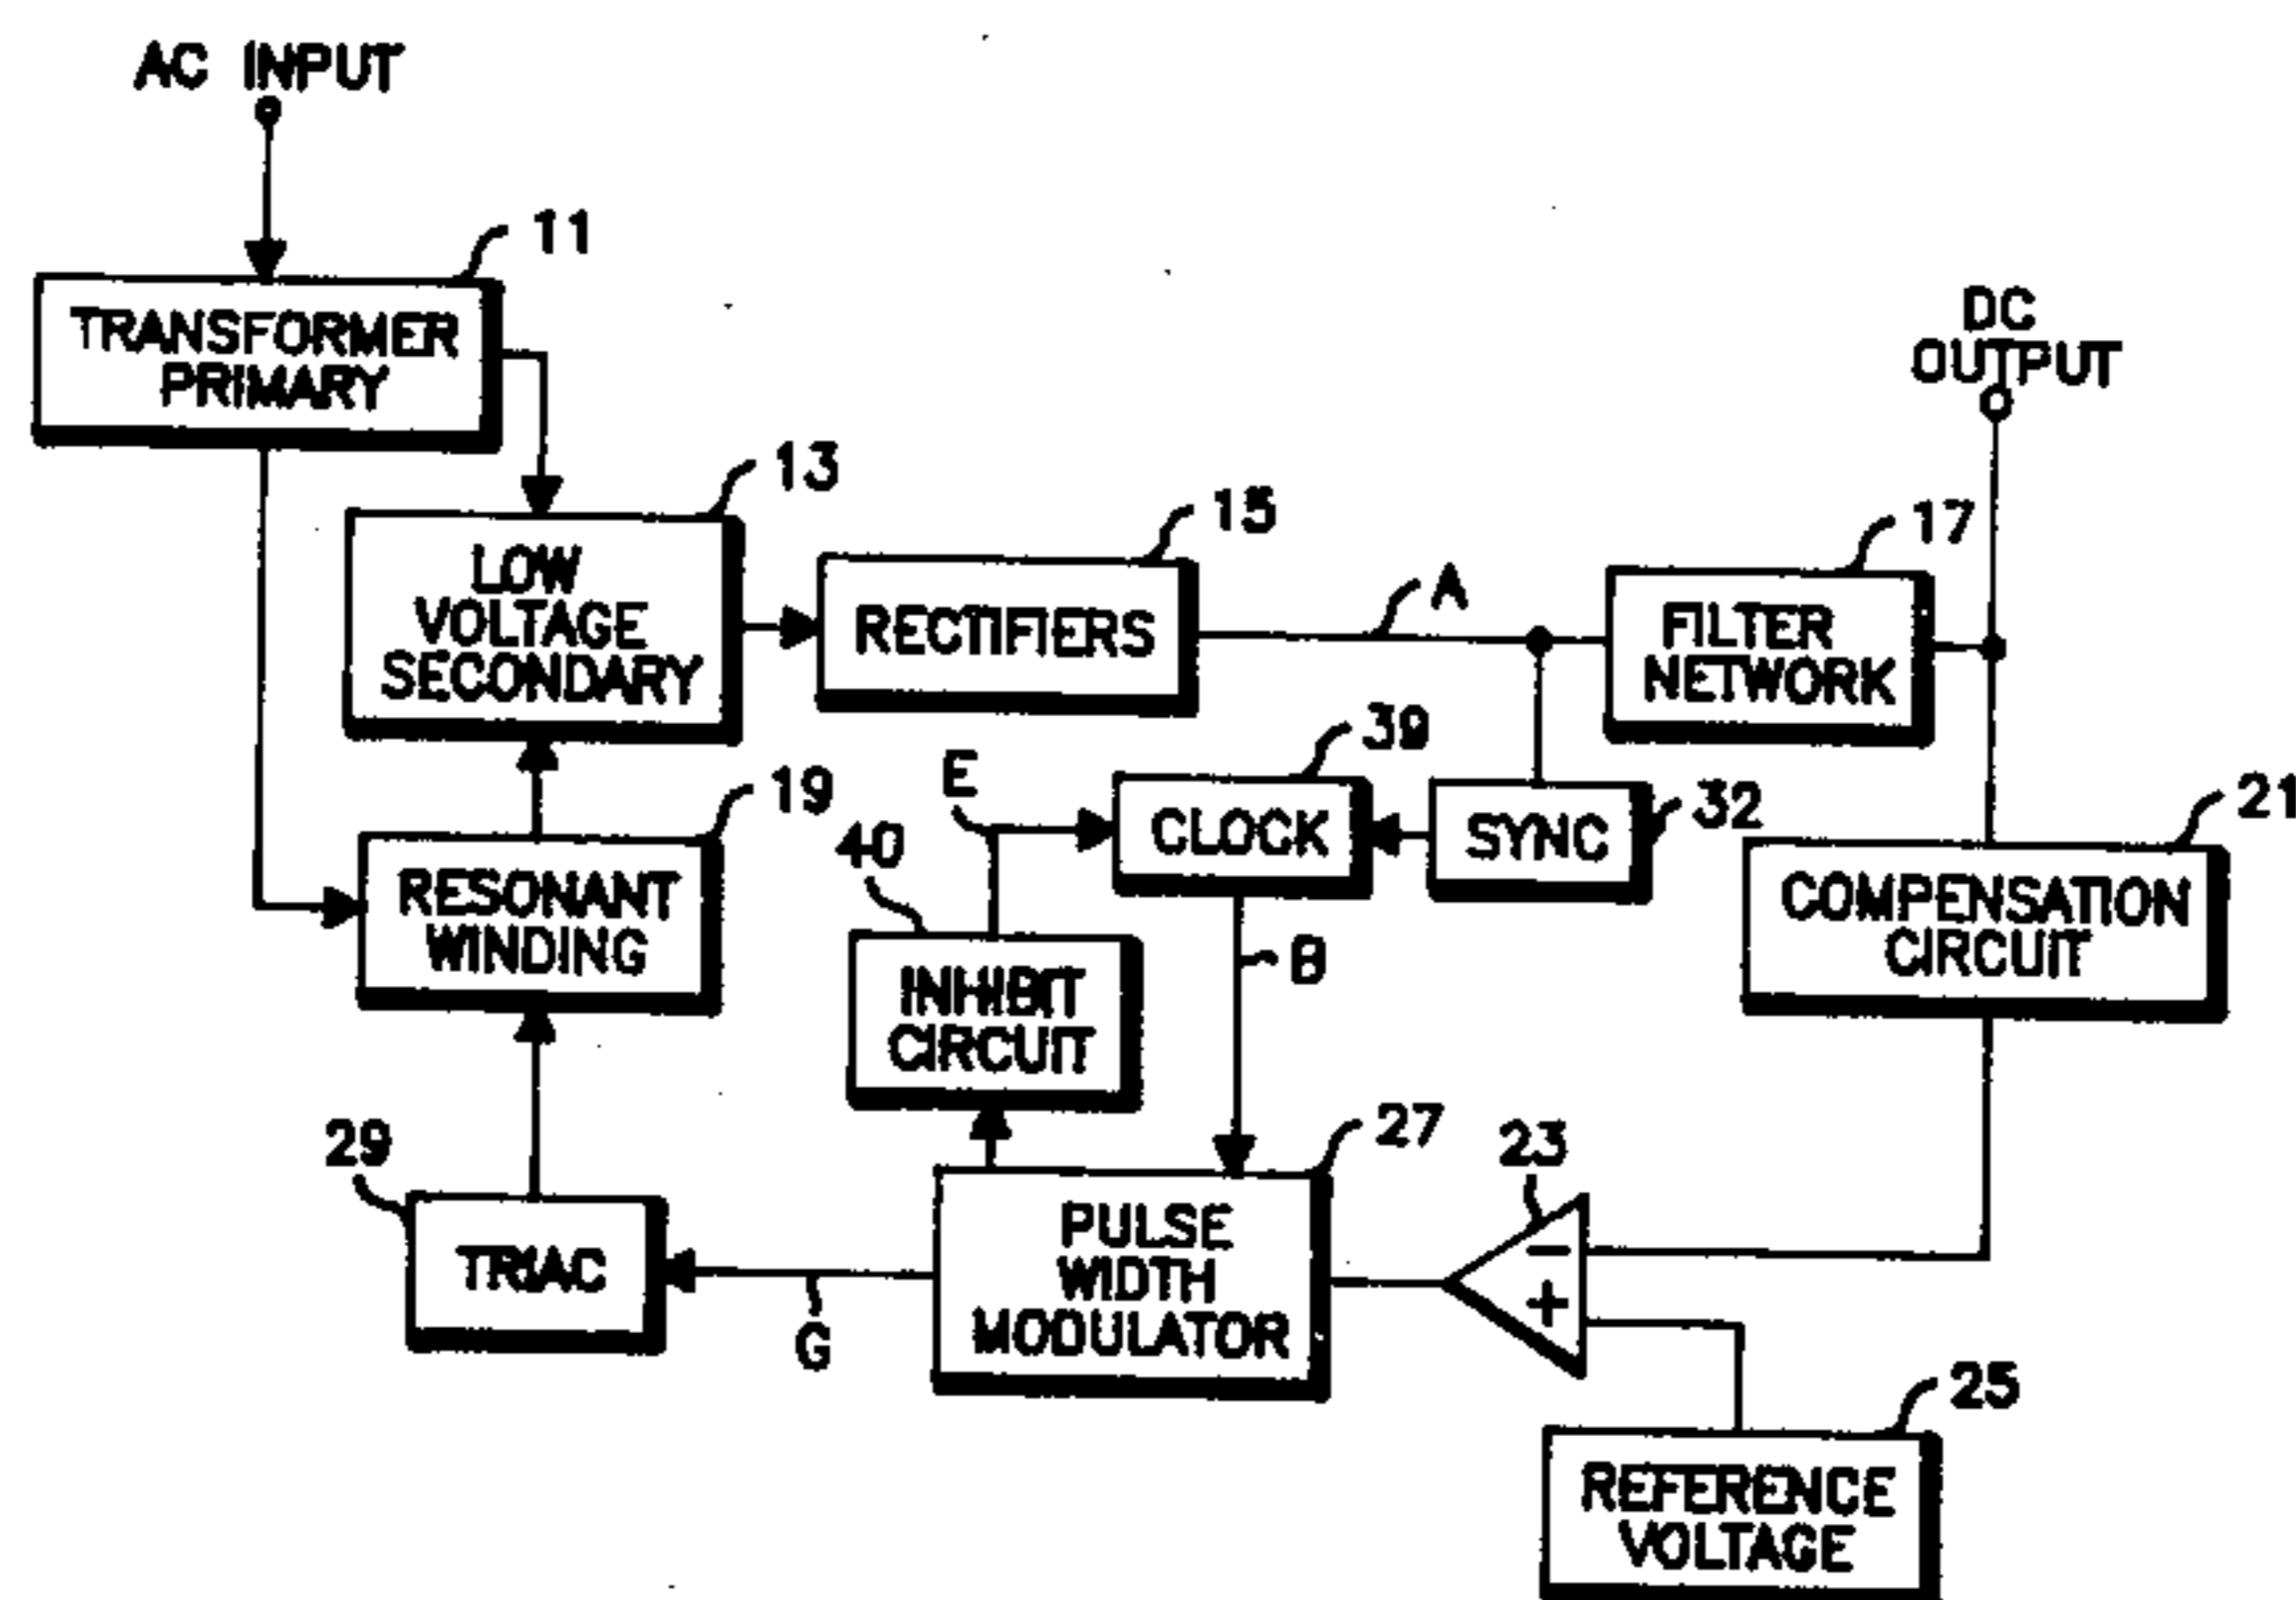 AC INPUT
11
TRANSFORMER
PRIMARY
DC
OUTPUT
13
LOW
VOLTAGE
SECONDARY
15
RECTIFIERS
A
17
FILTER
NETWORK
19
RESONANT
WINDING
E
39
CLOCK
SYNC
32
21
COMPENSATION
CIRCUIT
40
INHIBIT
CIRCUIT
B
29
TRIAC
G
27
PULSE
WIDTH
MODULATOR
23
−
+
25
REFERENCE
VOLTAGE